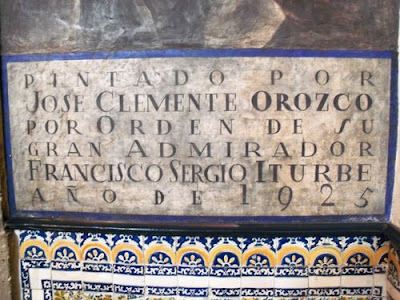 PINTADO POR
JOSE CLEMENTE OROZCO
POR ORDEN DE SU
GRAN ADMIRADOR
FRANCISCO SERGIO ITURBE
AÑO DE 1925